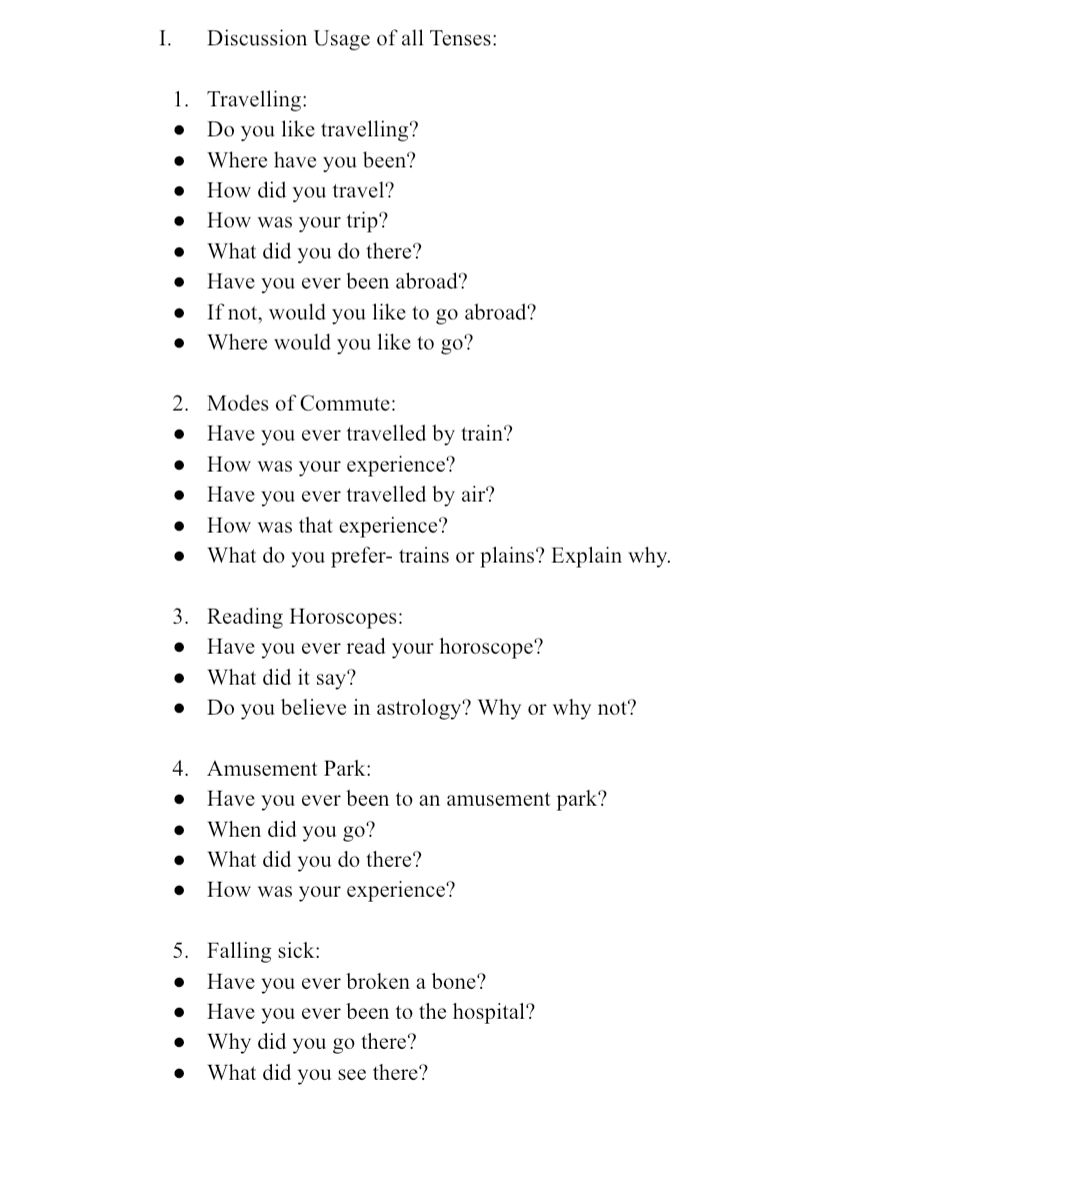 I. Discussion Usage of all Tenses:
1. Travelling:
● Do you like travelling?
● Where have you been?
● How did you travel?
● How was your trip?
● What did you do there?
● Have you ever been abroad?
● If not, would you like to go abroad?
● Where would you like to go?
2. Modes of Commute:
● Have you ever travelled by train?
● How was your experience?
● Have you ever travelled by air?
● How was that experience?
● What do you prefer- trains or plains? Explain why.
3. Reading Horoscopes:
● Have you ever read your horoscope?
● What did it say?
● Do you believe in astrology? Why or why not?
4. Amusement Park:
● Have you ever been to an amusement park?
● When did you go?
● What did you do there?
● How was your experience?
5. Falling sick:
● Have you ever broken a bone?
● Have you ever been to the hospital?
● Why did you go there?
● What did you see there?